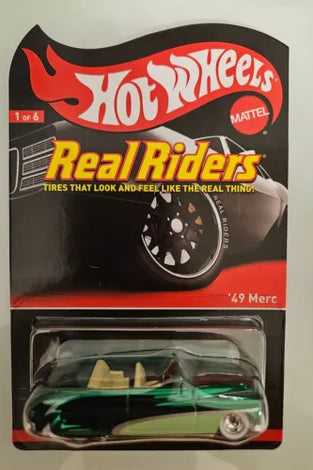 HOT WHEELS®
1 OF 6
MATTEL
Real Riders®
TIRES THAT LOOK AND FEEL LIKE THE REAL THING!
REAL RIDERS
'49 Merc